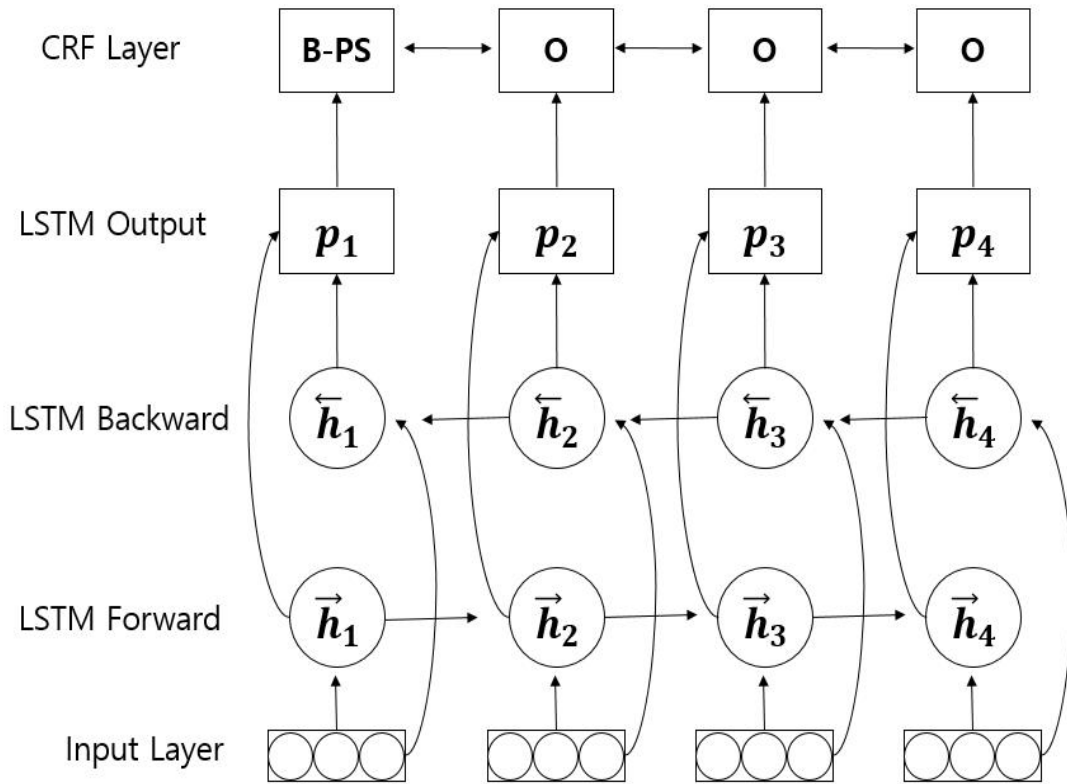 CRF Layer B-PS O O O
LSTM Output p₁ p₂ p₃ p₄
LSTM Backward ←h₁ ←h₂ ←h₃ ←h₄
LSTM Forward →h₁ →h₂ →h₃ →h₄
Input Layer